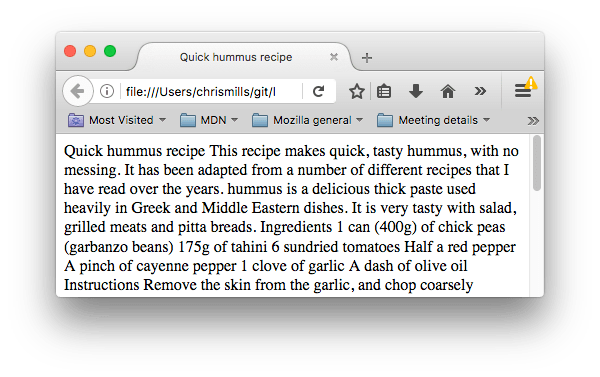 Quick hummus recipe
file:///Users/chrismills/git/l
Most Visited MDN Mozilla general Meeting details
Quick hummus recipe This recipe makes quick, tasty hummus, with no
messing. It has been adapted from a number of different recipes that I
have read over the years. hummus is a delicious thick paste used
heavily in Greek and Middle Eastern dishes. It is very tasty with salad,
grilled meats and pitta breads. Ingredients 1 can (400g) of chick peas
(garbanzo beans) 175g of tahini 6 sundried tomatoes Half a red pepper
A pinch of cayenne pepper 1 clove of garlic A dash of olive oil
Instructions Remove the skin from the garlic, and chop coarsely